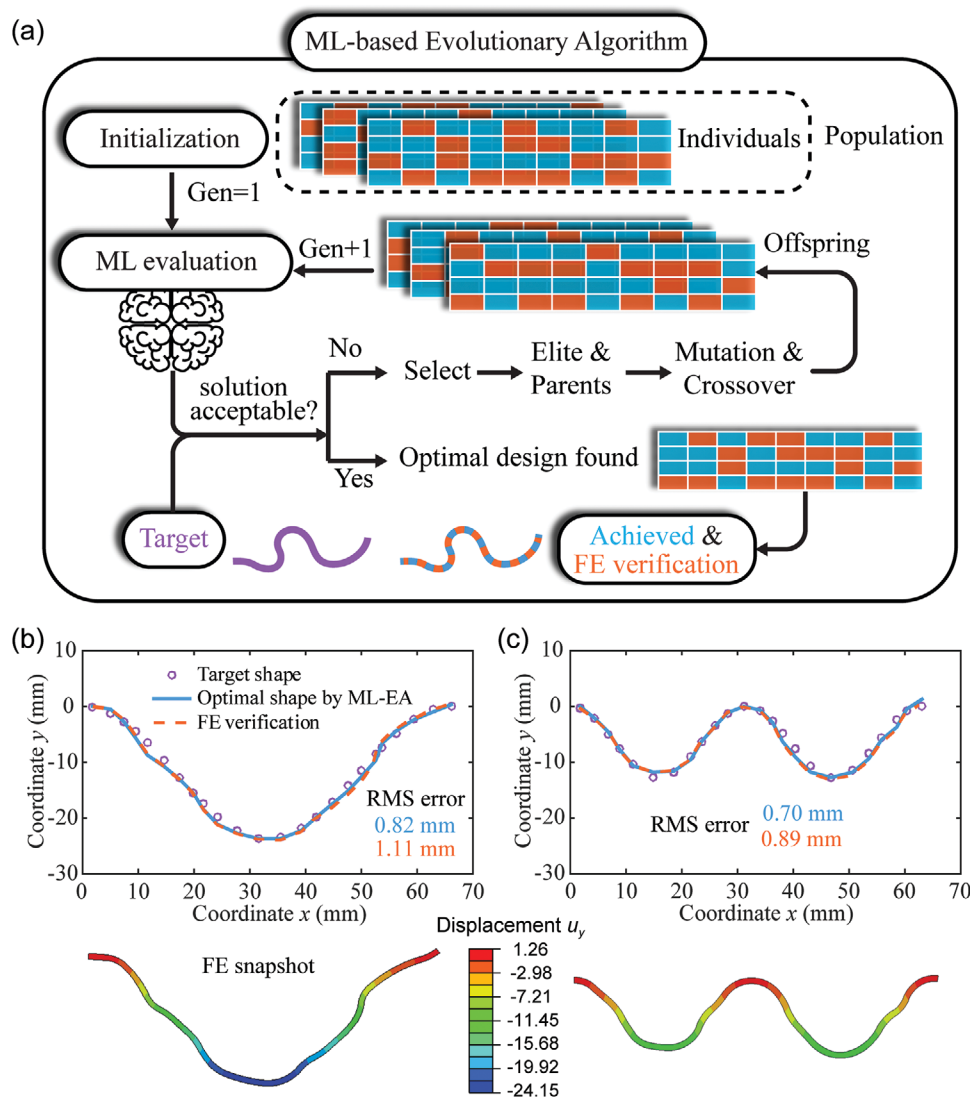 (a)
ML-based Evolutionary Algorithm
Initialization
Individuals
Population
Gen=1
ML evaluation
Gen+1
Offspring
No
Select
Elite &
Parents
Mutation &
Crossover
solution
acceptable?
Yes
Optimal design found
Target
Achieved &
FE verification
(b)
10
0
-10
-20
-30
Coordinate y (mm)
Target shape
Optimal shape by ML-EA
FE verification
RMS error
0.82 mm
1.11 mm
0 10 20 30 40 50 60 70
Coordinate x (mm)
(c)
10
0
-10
-20
-30
Coordinate y (mm)
RMS error
0.70 mm
0.89 mm
0 10 20 30 40 50 60 70
Coordinate x (mm)
FE snapshot
Displacement uy
1.26
-2.98
-7.21
-11.45
-15.68
-19.92
-24.15